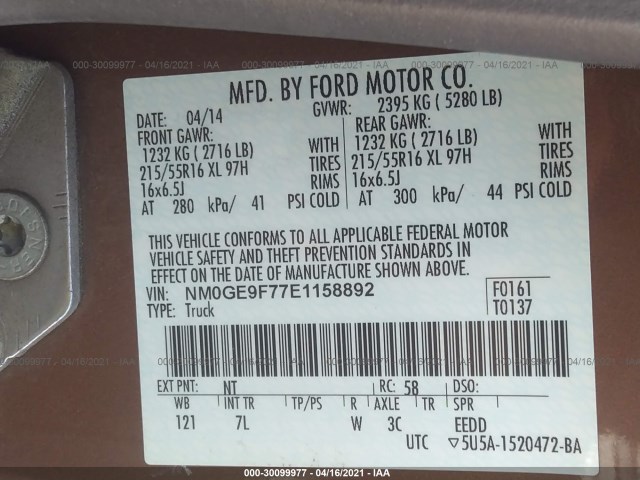 000-30099977 - 04/16/2021 - IAA
MFD. BY FORD MOTOR CO.
DATE: 04/14 GVWR: 2395 KG ( 5280 LB)
FRONT GAWR: REAR GAWR:
1232 KG ( 2716 LB) WITH 1232 KG ( 2716 LB) WITH
215/55R16 XL 97H TIRES 215/55R16 XL 97H TIRES
16x6.5J RIMS 16x6.5J RIMS
AT 280 kPa/ 41 PSI COLD AT 300 kPa/ 44 PSI COLD
THIS VEHICLE CONFORMS TO ALL APPLICABLE FEDERAL MOTOR
VEHICLE SAFETY AND THEFT PREVENTION STANDARDS IN
EFFECT ON THE DATE OF MANUFACTURE SHOWN ABOVE.
VIN: NM0GE9F77E1158892 F0161
TYPE: Truck T0137
EXT PNT: NT RC: 58 DSO:
WB INT TR TP/PS R AXLE TR SPR
121 7L W 3C EEDD
UTC ▽5U5A-1520472-BA
000-30099977 - 04/16/2021 - IAA